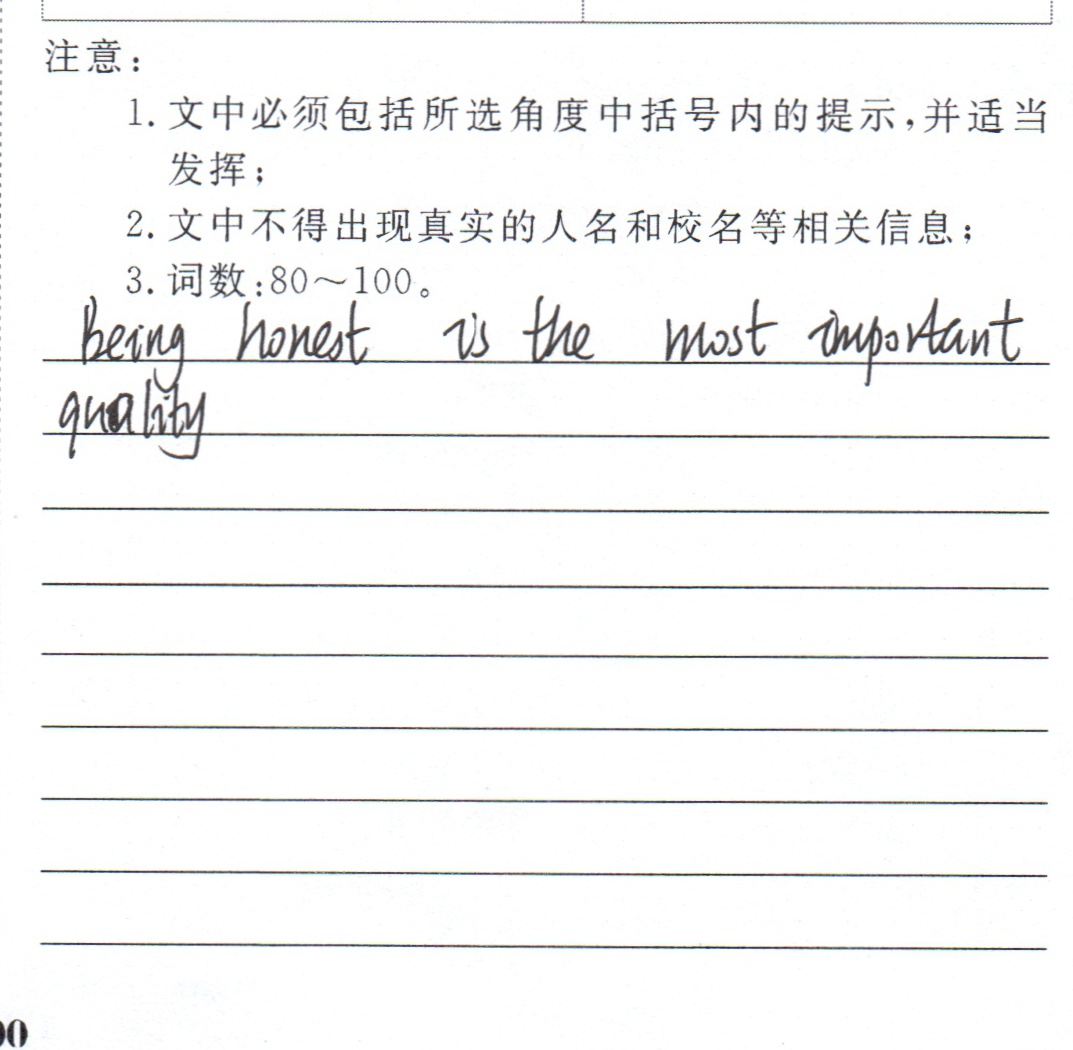 注意:
1. 文中必须包括所选角度中括号内的提示,并适当
发挥;
2. 文中不得出现真实的人名和校名等相关信息;
3. 词数:80~100。
Being honest is the most important
quality